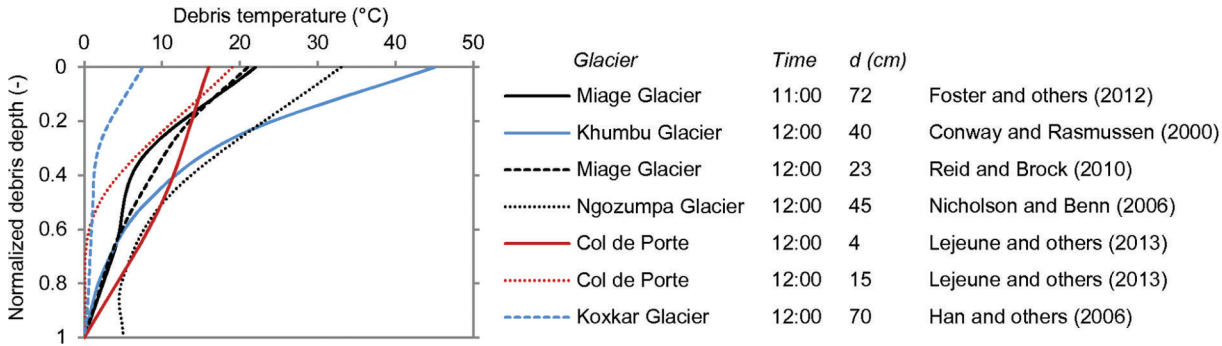 Debris temperature (°C)
0 10 20 30 40 50
Normalized debris depth (-)
0
0.2
0.4
0.6
0.8
1
Glacier Time d (cm)
Miage Glacier 11:00 72 Foster and others (2012)
Khumbu Glacier 12:00 40 Conway and Rasmussen (2000)
Miage Glacier 12:00 23 Reid and Brock (2010)
Ngozumpa Glacier 12:00 45 Nicholson and Benn (2006)
Col de Porte 12:00 4 Lejeune and others (2013)
Col de Porte 12:00 15 Lejeune and others (2013)
Koxkar Glacier 12:00 70 Han and others (2006)